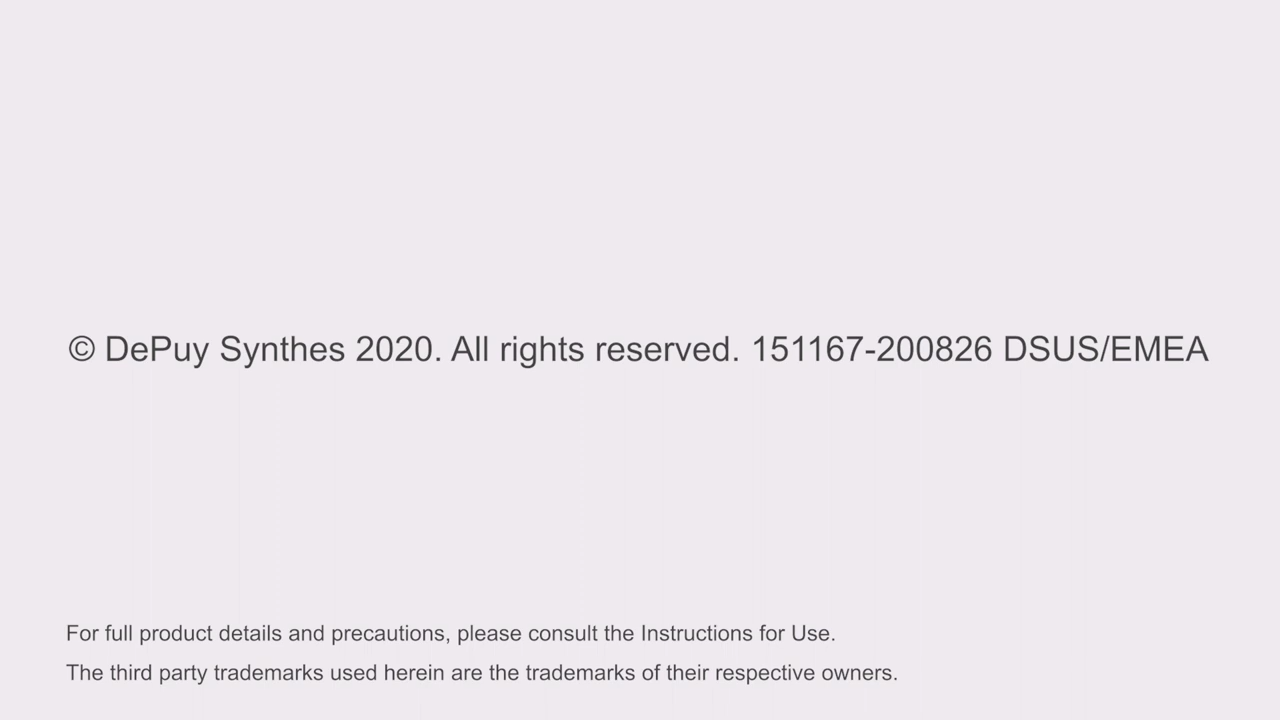 © DePuy Synthes 2020. All rights reserved. 151167-200826 DSUS/EMEA
For full product details and precautions, please consult the Instructions for Use.
The third party trademarks used herein are the trademarks of their respective owners.